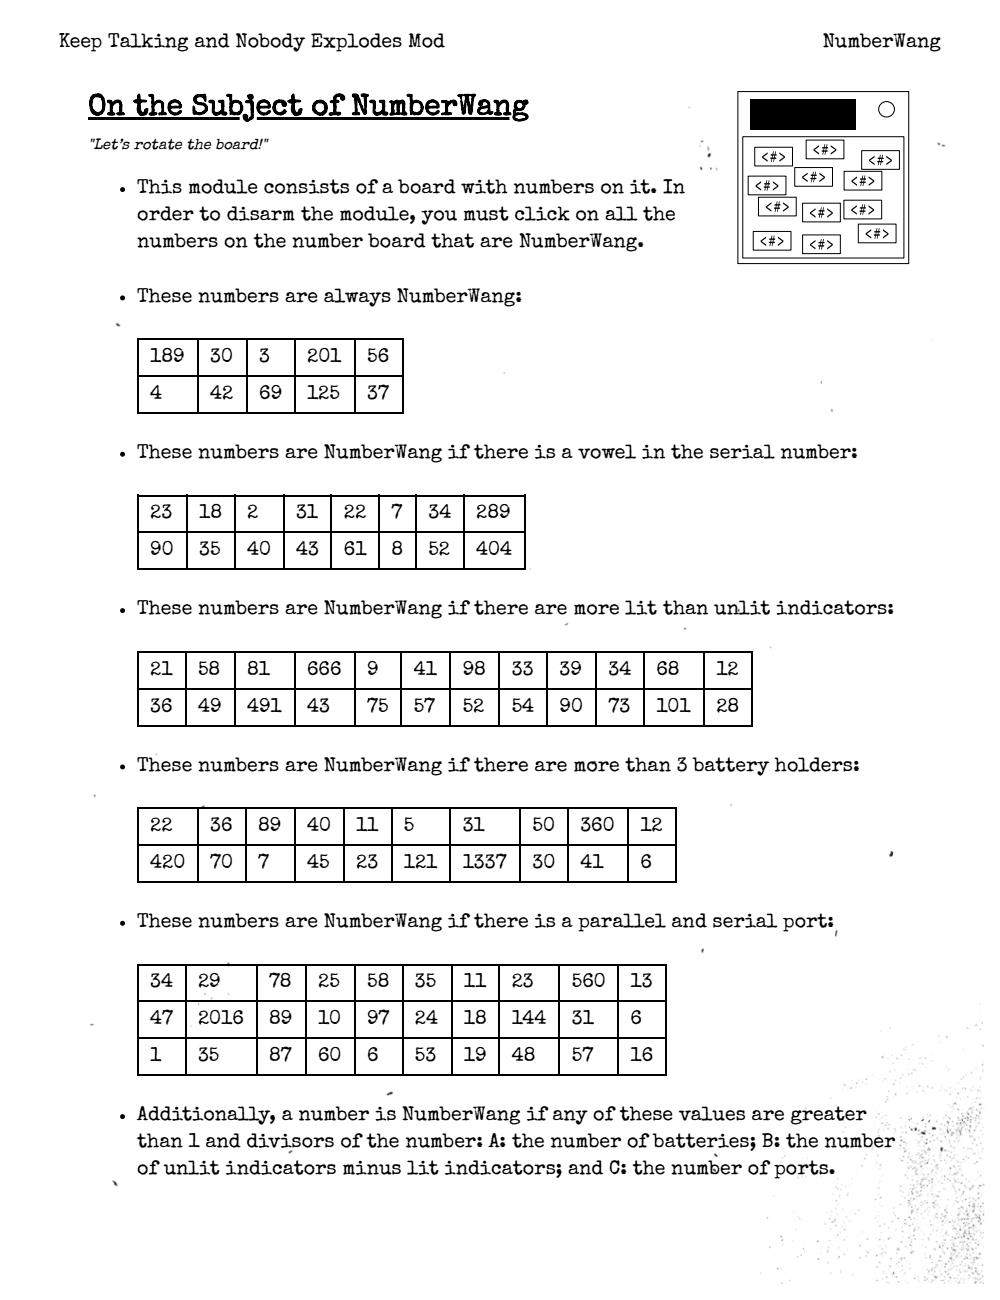 Keep Talking and Nobody Explodes Mod NumberWang
On the Subject of NumberWang
"Let's rotate the board!"
• This module consists of a board with numbers on it. In
order to disarm the module, you must click on all the
numbers on the number board that are NumberWang.
<#> <#> <#>
<#> <#> <#>
<#> <#> <#>
<#> <#> <#>
• These numbers are always NumberWang:
189 30 3 201 56
4 42 69 125 37
• These numbers are NumberWang if there is a vowel in the serial number:
23 18 2 31 22 7 34 289
90 35 40 43 61 8 52 404
• These numbers are NumberWang if there are more lit than unlit indicators:
21 58 81 666 9 41 98 33 39 34 68 12
36 49 491 43 75 57 52 54 90 73 101 28
• These numbers are NumberWang if there are more than 3 battery holders:
22 36 89 40 11 5 31 50 360 12
420 70 7 45 23 121 1337 30 41 6
• These numbers are NumberWang if there is a parallel and serial port:
34 29 78 25 58 35 11 23 560 13
47 2016 89 10 97 24 18 144 31 6
1 35 87 60 6 53 19 48 57 16
• Additionally, a number is NumberWang if any of these values are greater
than 1 and divisors of the number: A: the number of batteries; B: the number
of unlit indicators minus lit indicators; and C: the number of ports.